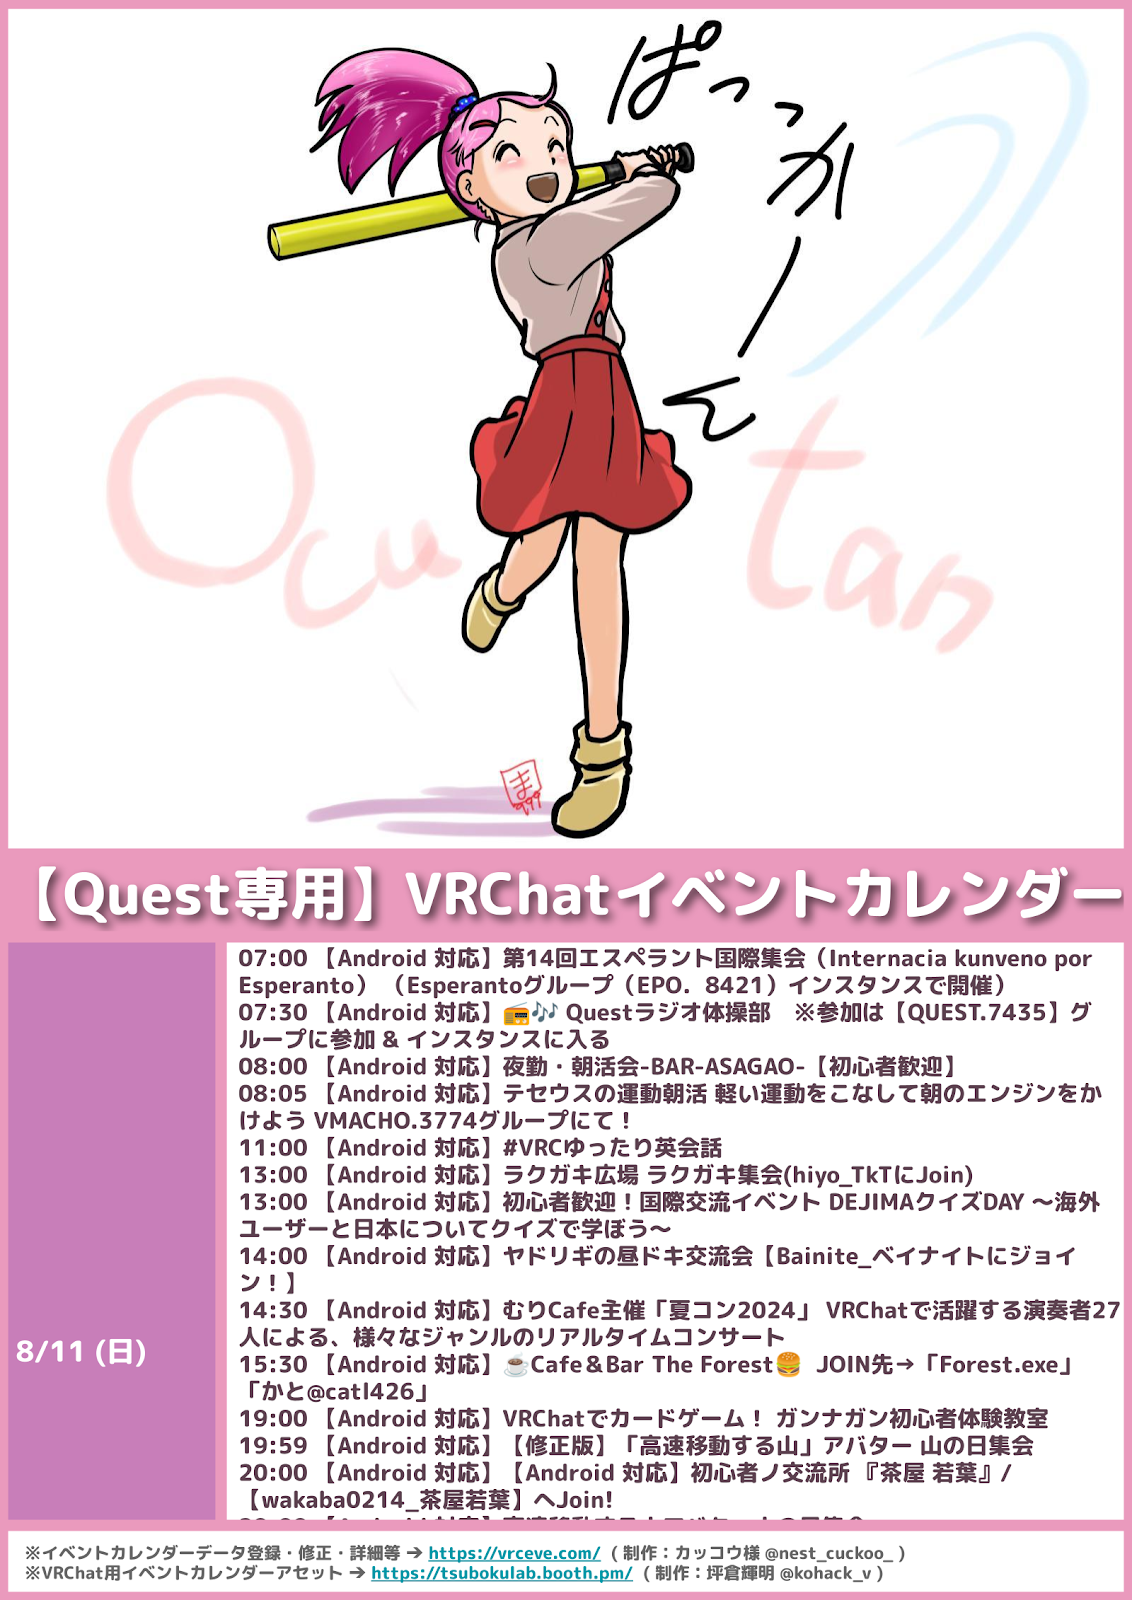 ぱっっカーん
Ocu tan
ま
999
【Quest専用】VRChatイベントカレンダー
8/11 (日)
07:00 【Android 対応】第14回エスペラント国際集会（Internacia kunveno por
Esperanto）（Esperantoグループ（EPO．8421）インスタンスで開催）
07:30 【Android 対応】📻🎶 Questラジオ体操部　※参加は【QUEST.7435】グ
ループに参加 & インスタンスに入る
08:00 【Android 対応】夜勤・朝活会-BAR-ASAGAO-【初心者歓迎】
08:05 【Android 対応】テセウスの運動朝活 軽い運動をこなして朝のエンジンをか
けよう VMACHO.3774グループにて！
11:00 【Android 対応】#VRCゆったり英会話
13:00 【Android 対応】ラクガキ広場 ラクガキ集会(hiyo_TkTにJoin)
13:00 【Android 対応】初心者歓迎！国際交流イベント DEJIMAクイズDAY ～海外
ユーザーと日本についてクイズで学ぼう～
14:00 【Android 対応】ヤドリギの昼ドキ交流会【Bainite_ベイナイトにジョイ
ン！】
14:30 【Android 対応】むりCafe主催「夏コン2024」 VRChatで活躍する演奏者27
人による、様々なジャンルのリアルタイムコンサート
15:30 【Android 対応】☕Cafe＆Bar The Forest🍔 JOIN先→「Forest.exe」
「かと@catl426」
19:00 【Android 対応】VRChatでカードゲーム！ ガンナガン初心者体験教室
19:59 【Android 対応】【修正版】「高速移動する山」アバター 山の日集会
20:00 【Android 対応】【Android 対応】初心者ノ交流所 『茶屋 若葉』/
【wakaba0214_茶屋若葉】へJoin!
※イベントカレンダーデータ登録・修正・詳細等 ➔ https://vrceve.com/ （制作：カッコウ様 @nest_cuckoo_ ）
※VRChat用イベントカレンダーアセット ➔ https://tsubokulab.booth.pm/ （制作：坪倉輝明 @kohack_v ）